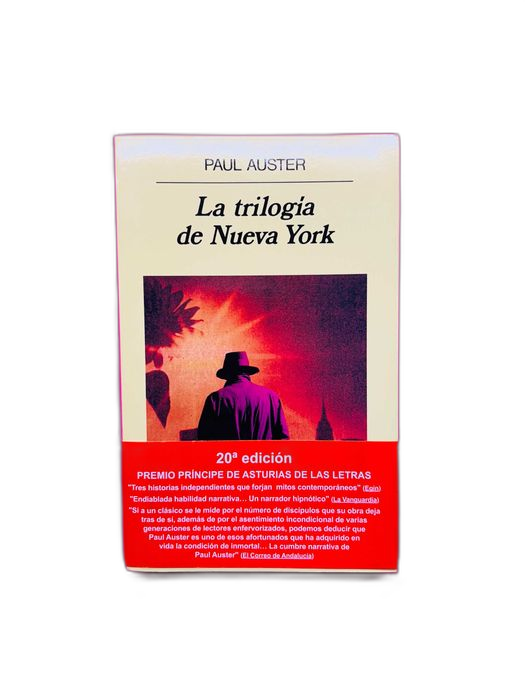 PAUL AUSTER
La trilogía
de Nueva York
20ª edición
PREMIO PRÍNCIPE DE ASTURIAS DE LAS LETRAS
"Tres historias independientes que forjan mitos contemporáneos" (Egin)
"Endiablada habilidad narrativa... Un narrador hipnótico" (La Vanguardia)
"Si a un clásico se le mide por el número de discípulos que su obra deja
tras de sí, además de por el asentimiento incondicional de varias
generaciones de lectores enfervorizados, podemos deducir que
Paul Auster es uno de esos afortunados que ha adquirido en
vida la condición de inmortal... La cumbre narrativa de
Paul Auster" (El Correo de Andalucía)